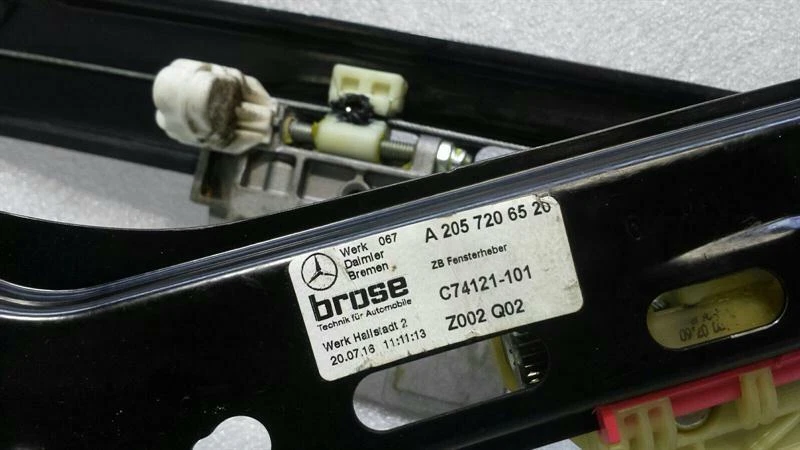 Werk 067
Daimler
Bremen
A 205 720 65 20
ZB Fensterheber
brose
Technik für Automobile
C74121-101
Werk Hallstadt 2
20.07.16 11:11:13
Z002 Q02